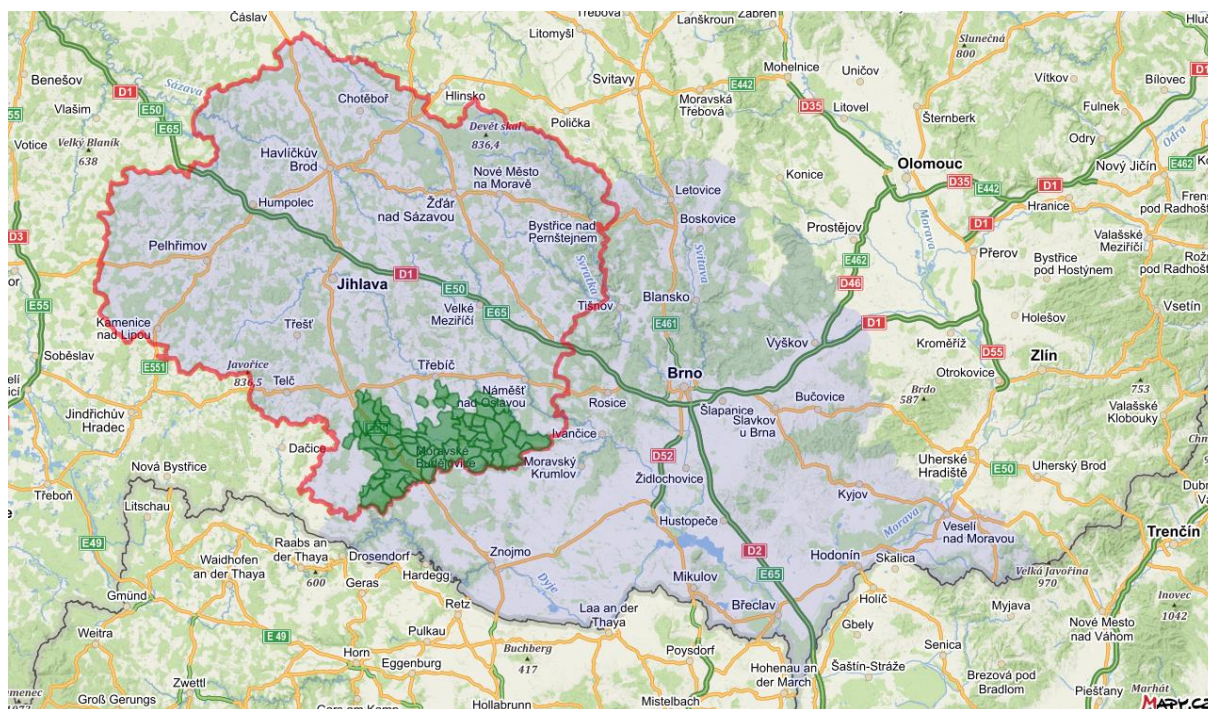 Čáslav
Litomyšl
Lanškroun
Zábřeh
Třebová
Slunečná
800
Benešov
D1
Sázava
Chotěboř
Hlinsko
Svitavy
E442
Mohelnice
Uničov
Vítkov
Bílovec
E50
Vlašim
E65
Polička
Moravská
Třebová
D35
Litovel
Šternberk
Fulnek
Votice
Velký Blaník
638
Devět skal
836,4
Odry
Odra
Havlíčkův
Brod
Nové Město
na Moravě
Letovice
Konice
Olomouc
Nový Jičín
E462
D35
E442
D1
Humpolec
Žďár
nad Sázavou
Boskovice
Hranice
Bystřice nad
Pernštejnem
Prostějov
Morava
D1
D3
Pelhřimov
Svitava
Přerov
Valašské
Meziříčí
E462
Bystřice
pod Hostýnem
D1
Svratka
D46
Jihlava
E50
Blansko
E55
Velké
Meziříčí
E65
Tišnov
Vsetín
Kamenice
nad Lipou
Třešť
E461
D1
Holešov
Vyškov
Kroměříž
D55
Zlín
Soběslav
E551
Javořice
836,5
Třebíč
Brno
Otrokovice
Telč
Náměšť
nad Oslavou
Rosice
Šlapanice
Bučovice
Brdo
587
753
Jindřichův
Hradec
Slavkov
u Brna
Valašské
Klobouky
Dačice
Ivančice
Moravské
Budějovice
D52
Nová Bystřice
Moravský
Krumlov
Židlochovice
Uherské
Hradiště
E50
Uherský Brod
Třeboň
Litschau
Kyjov
Hustopeče
Morava
Veselí
nad Moravou
Trenčín
E49
Raabs an
der Thaya
Drosendorf
Waidhofen
an der Thaya
600
Znojmo
D2
Hodonín
Skalica
Hardegg
Geras
Dyje
E65
Velká Javořina
970
Gmünd
Mikulov
Inovec
1042
Retz
Laa an der
Thaya
Břeclav
Holíč
Myjava
Weitra
E 49
Pulkau
Gbely
Nové Mesto
nad Váhom
Horn
Buchberg
417
Poysdorf
Senica
Eggenburg
Hohenau an
der March
Šaštín-Stráže
Brezová pod
Bradlom
Zwettl
Marhát
Piešťany
Groß Gerungs
Hollabrunn
Mistelbach
MAPY.CZ